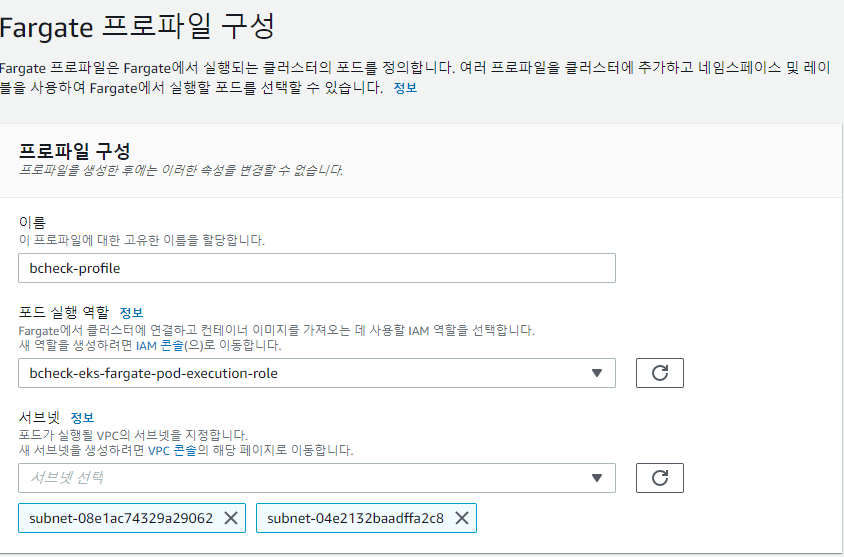 Fargate 프로파일 구성
Fargate 프로파일은 Fargate에서 실행되는 클러스터의 포드를 정의합니다. 여러 프로파일을 클러스터에 추가하고 네임스페이스 및 레이
블을 사용하여 Fargate에서 실행할 포드를 선택할 수 있습니다. 정보
프로파일 구성
프로파일을 생성한 후에는 이러한 속성을 변경할 수 없습니다.
이름
이 프로파일에 대한 고유한 이름을 할당합니다.
bcheck-profile
포드 실행 역할 정보
Fargate에서 클러스터에 연결하고 컨테이너 이미지를 가져오는 데 사용할 IAM 역할을 선택합니다.
새 역할을 생성하려면 IAM 콘솔(으)로 이동합니다.
bcheck-eks-fargate-pod-execution-role
서브넷 정보
포드가 실행될 VPC의 서브넷을 지정합니다.
새 서브넷을 생성하려면 VPC 콘솔의 해당 페이지로 이동합니다.
서브넷 선택
subnet-08e1ac74329a29062 subnet-04e2132baadffa2c8